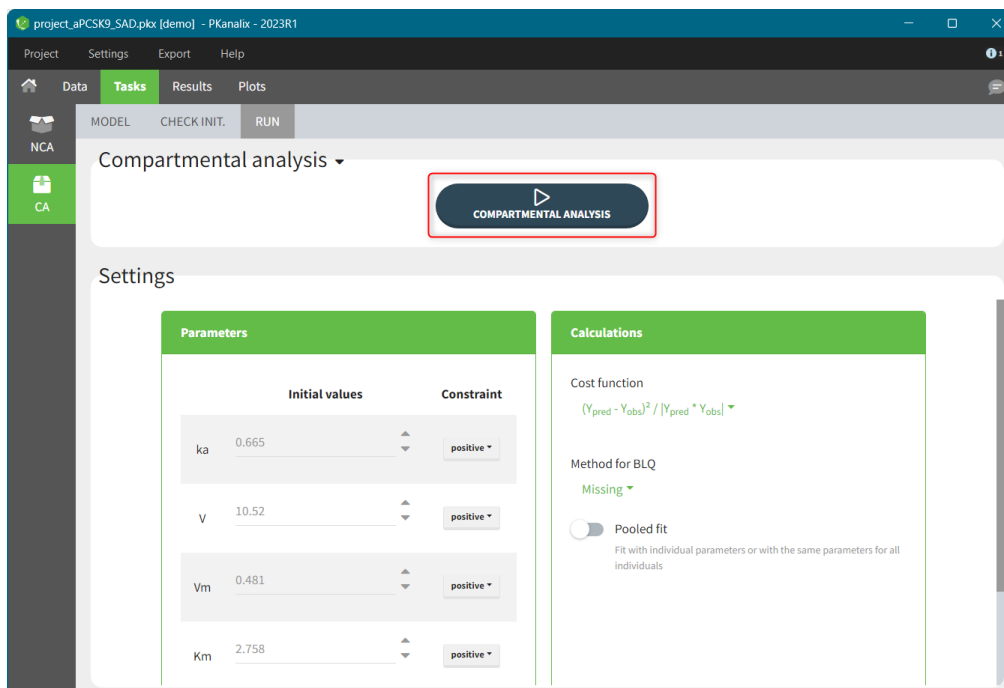 project_aPCSK9_SAD.pkx [demo] - PKanalix - 2023R1
Project Settings Export Help
1
Data Tasks Results Plots
NCA
CA
MODEL CHECK INIT. RUN
Compartmental analysis
COMPARTMENTAL ANALYSIS
Settings
Parameters
Initial values Constraint
ka 0.665 positive
V 10.52 positive
Vm 0.481 positive
Km 2.758 positive
Calculations
Cost function
(Ypred - Yobs)² / |Ypred * Yobs|
Method for BLQ
Missing
Pooled fit
Fit with individual parameters or with the same parameters for all
individuals